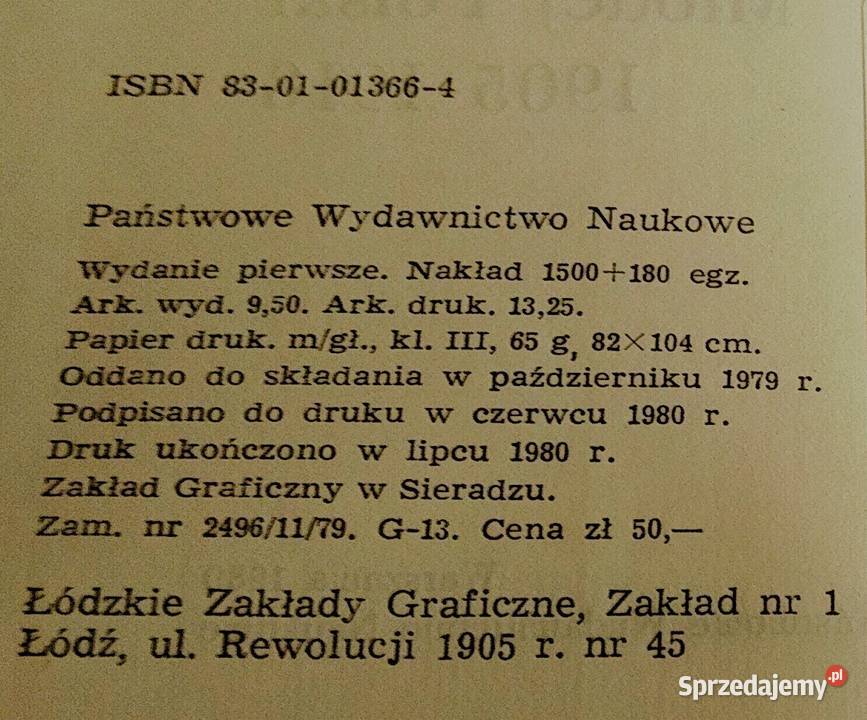 ISBN 83-01-01366-4
Państwowe Wydawnictwo Naukowe
Wydanie pierwsze. Nakład 1500+180 egz.
Ark. wyd. 9,50. Ark. druk. 13,25.
Papier druk. m/gł., kl. III, 65 g, 82×104 cm.
Oddano do składania w październiku 1979 r.
Podpisano do druku w czerwcu 1980 r.
Druk ukończono w lipcu 1980 r.
Zakład Graficzny w Sieradzu.
Zam. nr 2496/11/79. G-13. Cena zł 50,—
Łódzkie Zakłady Graficzne, Zakład nr 1
Łódź, ul. Rewolucji 1905 r. nr 45
Sprzedajemy.pl